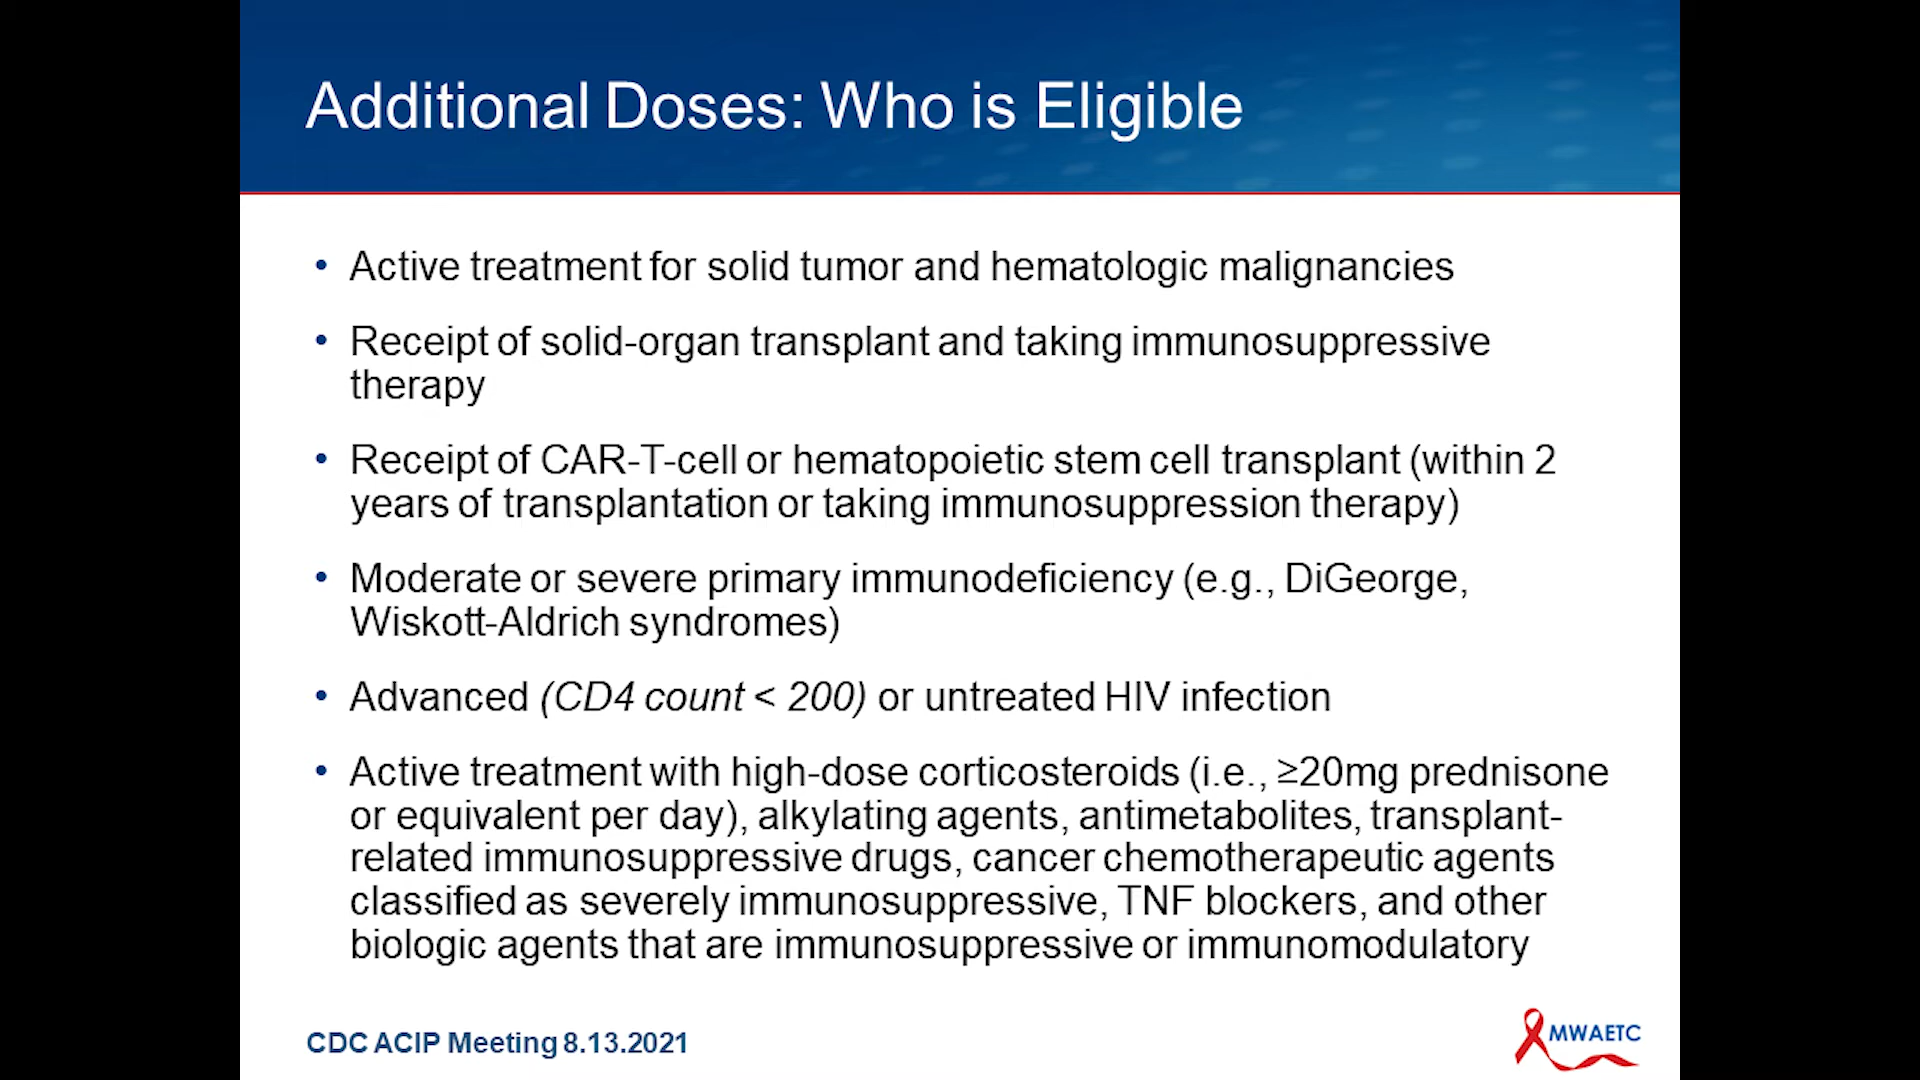 Additional Doses: Who is Eligible
• Active treatment for solid tumor and hematologic malignancies
• Receipt of solid-organ transplant and taking immunosuppressive
therapy
• Receipt of CAR-T-cell or hematopoietic stem cell transplant (within 2
years of transplantation or taking immunosuppression therapy)
• Moderate or severe primary immunodeficiency (e.g., DiGeorge,
Wiskott-Aldrich syndromes)
• Advanced (CD4 count < 200) or untreated HIV infection
• Active treatment with high-dose corticosteroids (i.e., ≥20mg prednisone
or equivalent per day), alkylating agents, antimetabolites, transplant-
related immunosuppressive drugs, cancer chemotherapeutic agents
classified as severely immunosuppressive, TNF blockers, and other
biologic agents that are immunosuppressive or immunomodulatory
CDC ACIP Meeting 8.13.2021
MWAETC